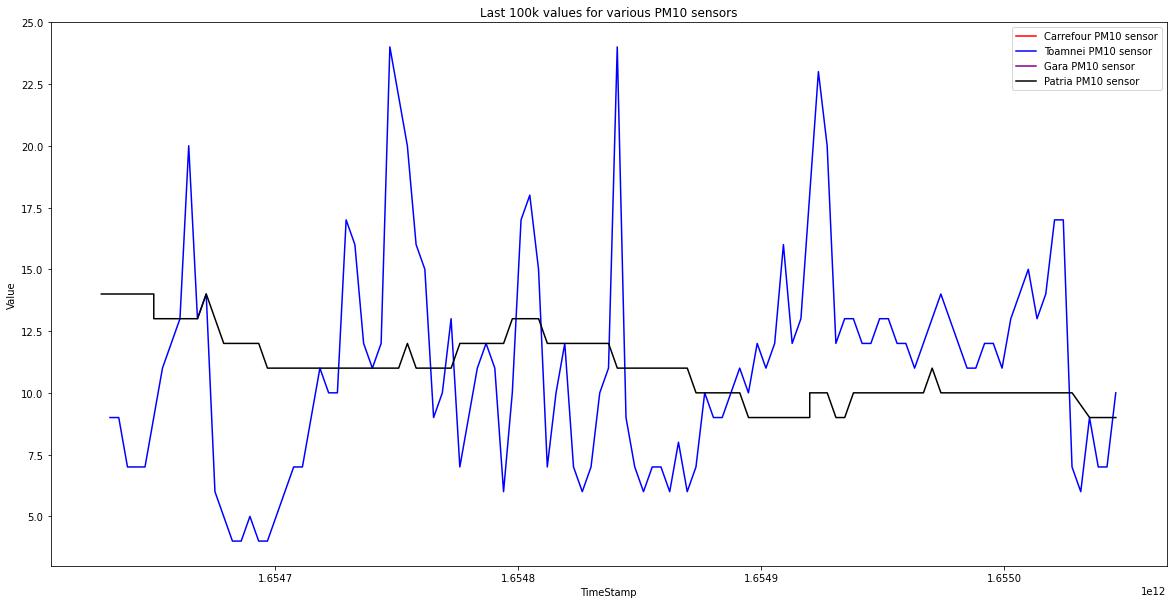 Last 100k values for various PM10 sensors
Carrefour PM10 sensor
Toamnei PM10 sensor
Gara PM10 sensor
Patria PM10 sensor
25.0
22.5
20.0
17.5
15.0
12.5
10.0
7.5
5.0
Value
1.6547
1.6548
1.6549
1.6550
TimeStamp
1e12